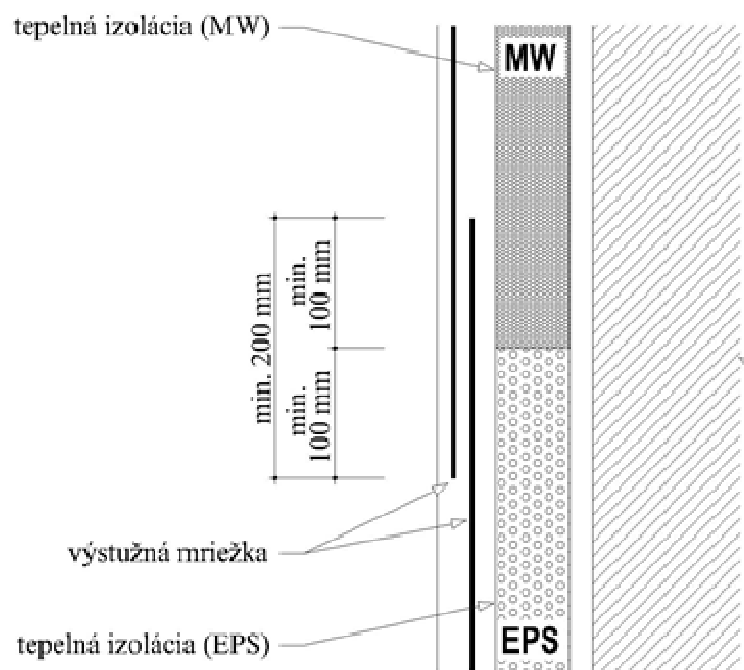 tepelná izolácia (MW)
MW
min. 200 mm
min.
100 mm
min.
100 mm
výstužná mriežka
tepelná izolácia (EPS)
EPS